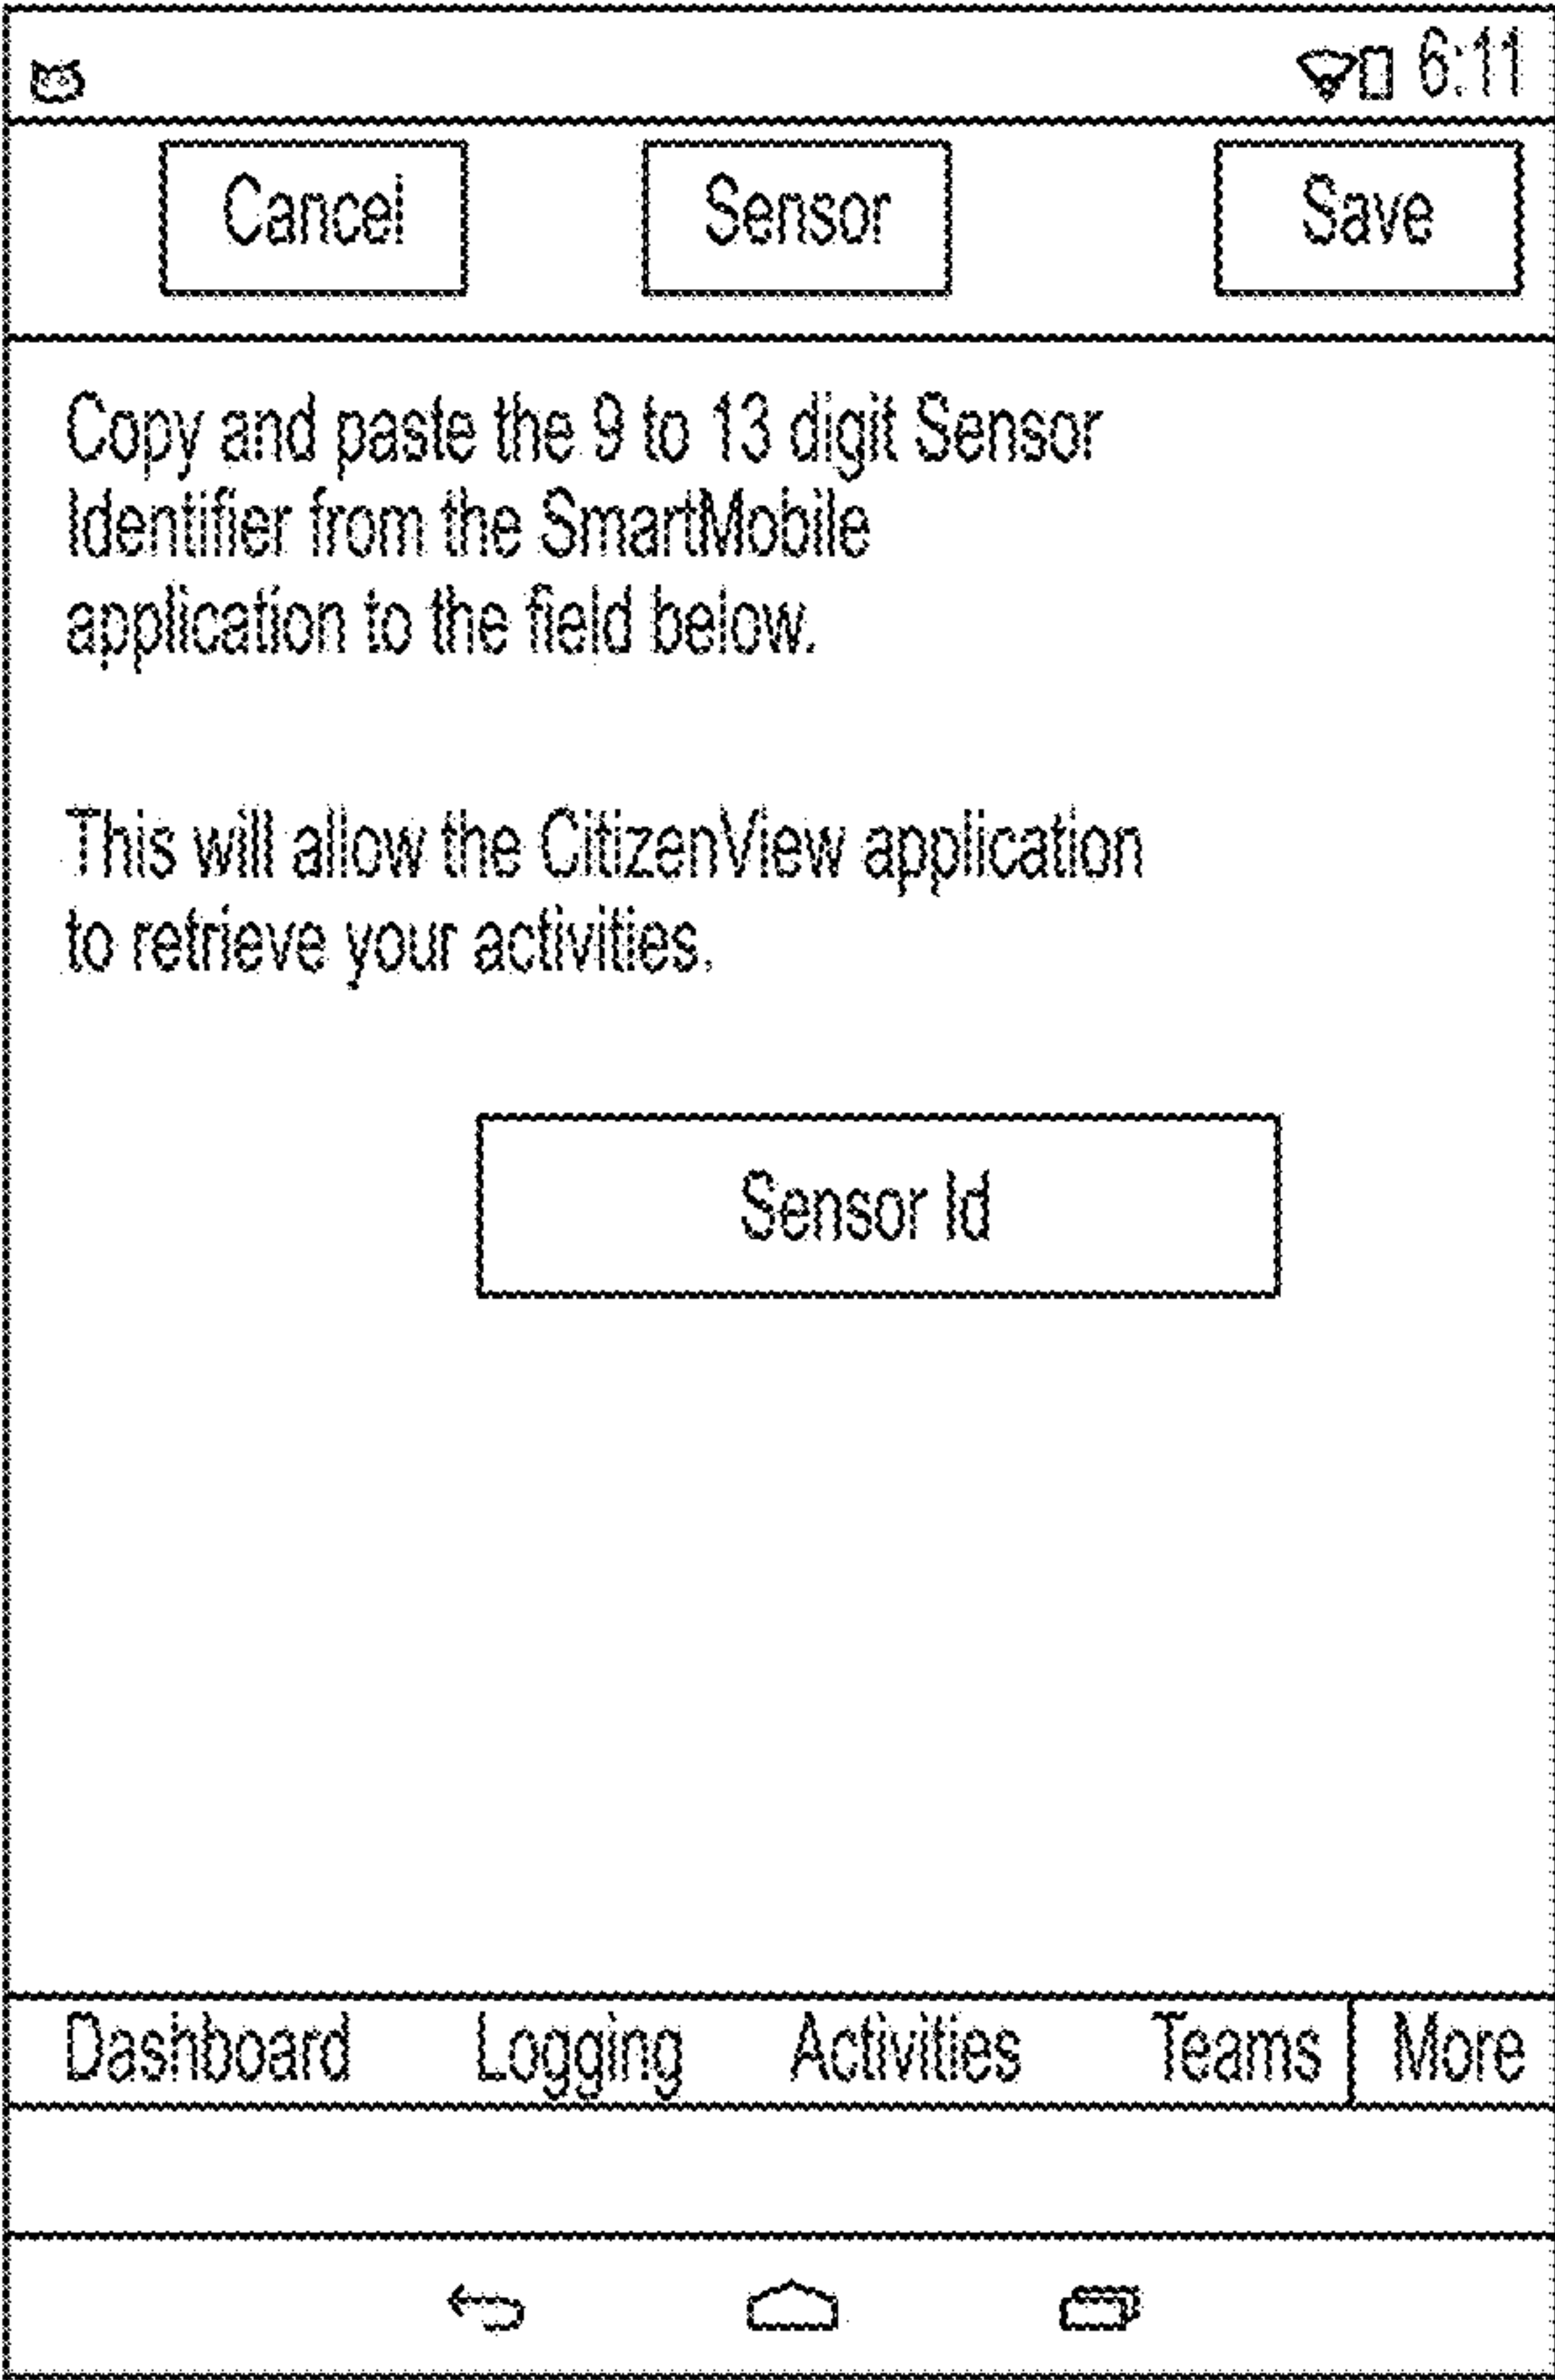 6:11
Cancel Sensor Save
Copy and paste the 9 to 13 digit Sensor
Identifier from the SmartMobile
application to the field below.
This will allow the CitizenView application
to retrieve your activities.
Sensor Id
Dashboard Logging Activities Teams More